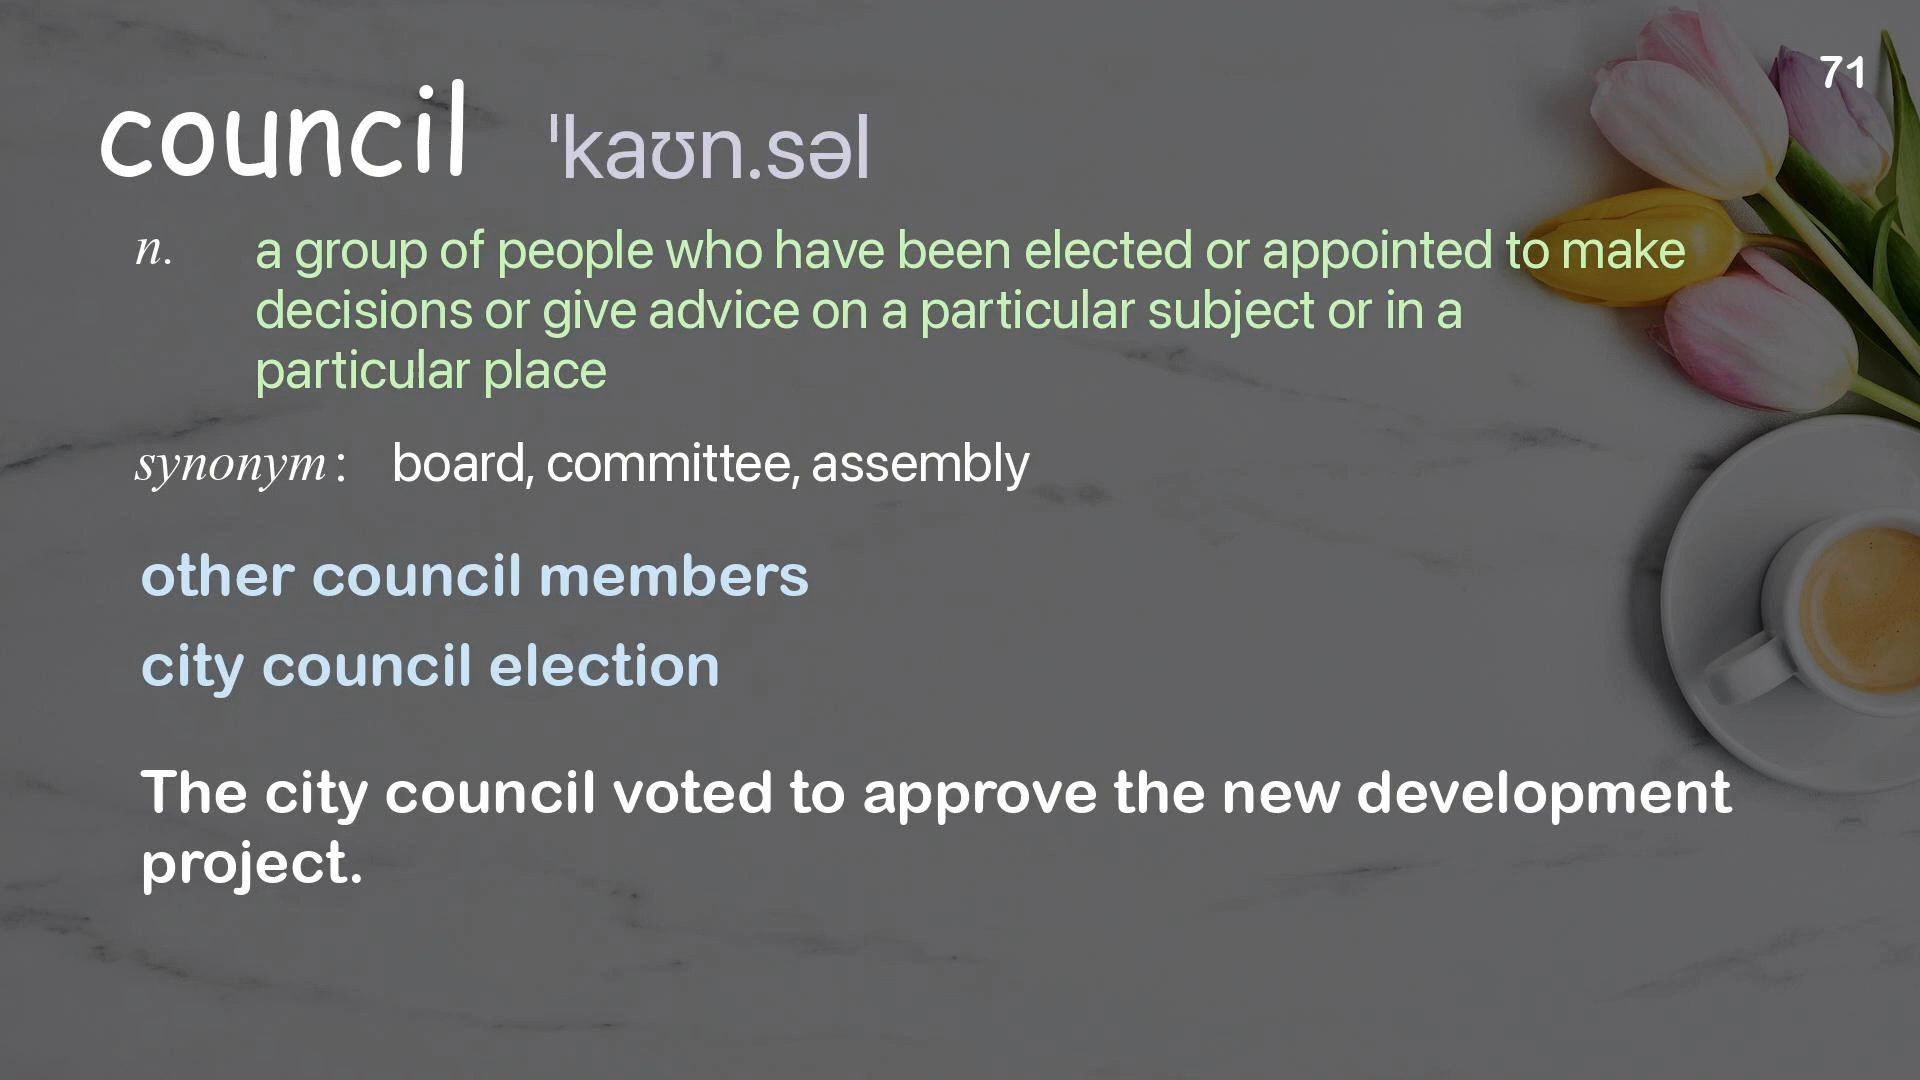 71
council ˈkaʊn.səl
n. a group of people who have been elected or appointed to make
decisions or give advice on a particular subject or in a
particular place
synonym: board, committee, assembly
other council members
city council election
The city council voted to approve the new development
project.